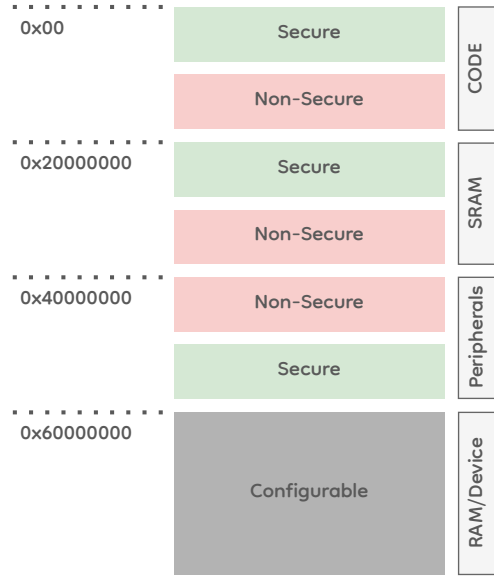 0x00
Secure
CODE
Non-Secure
0x20000000
Secure
SRAM
Non-Secure
0x40000000
Non-Secure
Peripherals
Secure
0x60000000
Configurable
RAM/Device